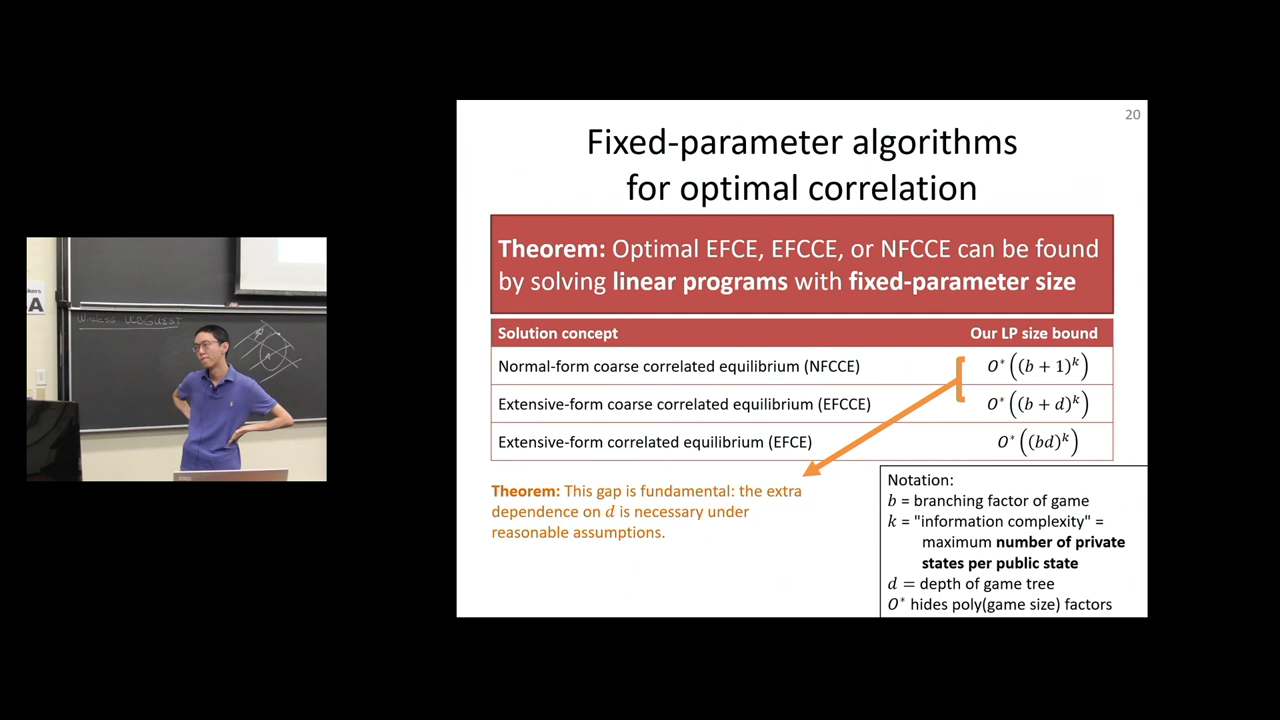 20
Fixed-parameter algorithms
for optimal correlation
Theorem: Optimal EFCE, EFCCE, or NFCCE can be found
by solving linear programs with fixed-parameter size
Solution concept Our LP size bound
Normal-form coarse correlated equilibrium (NFCCE) O*((b + 1)^k)
Extensive-form coarse correlated equilibrium (EFCCE) O*((b + d)^k)
Extensive-form correlated equilibrium (EFCE) O*((bd)^k)
Theorem: This gap is fundamental: the extra
dependence on d is necessary under
reasonable assumptions.
Notation:
b = branching factor of game
k = "information complexity" =
maximum number of private
states per public state
d = depth of game tree
O* hides poly(game size) factors
kers
A
Wireless UCBGUEST